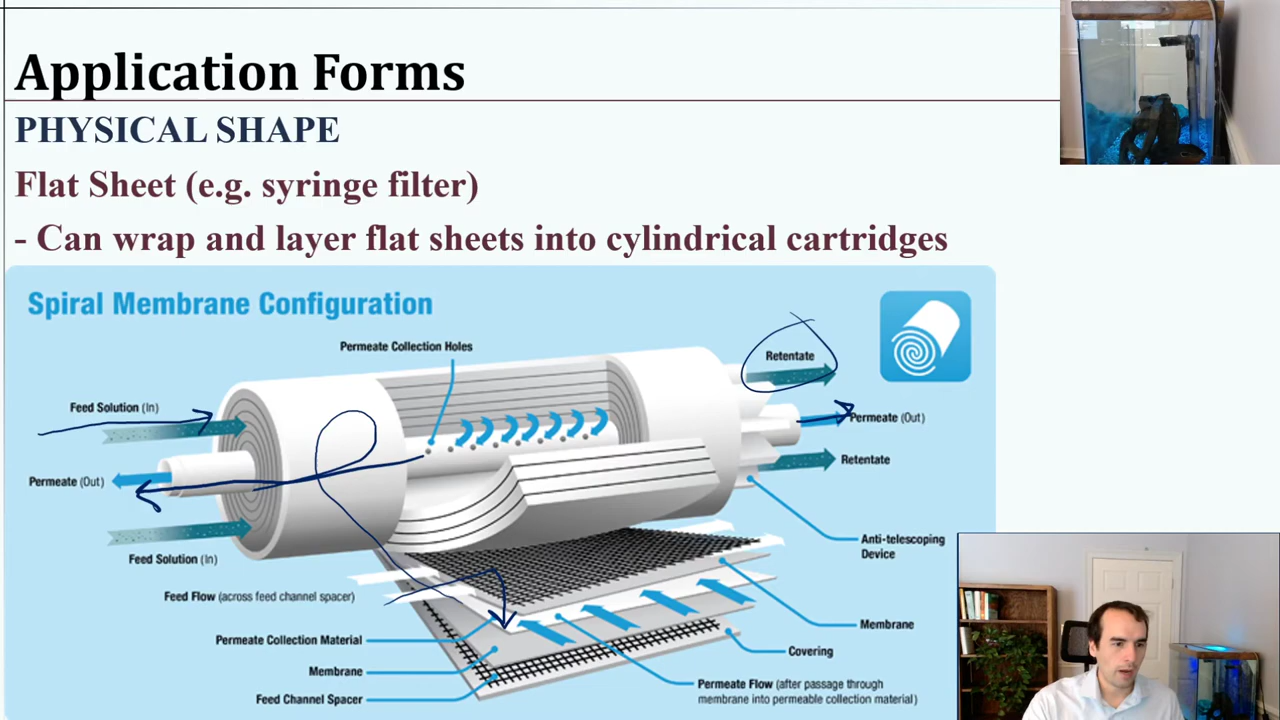 Application Forms
PHYSICAL SHAPE
Flat Sheet (e.g. syringe filter)
- Can wrap and layer flat sheets into cylindrical cartridges
Spiral Membrane Configuration
Permeate Collection Holes
Retentate
Feed Solution (In)
Permeate (Out)
Permeate (Out)
Retentate
Feed Solution (In)
Anti-telescoping
Device
Feed Flow (across feed channel spacer)
Permeate Collection Material
Membrane
Membrane
Covering
Feed Channel Spacer
Permeate Flow (after passage through
membrane into permeable collection material)